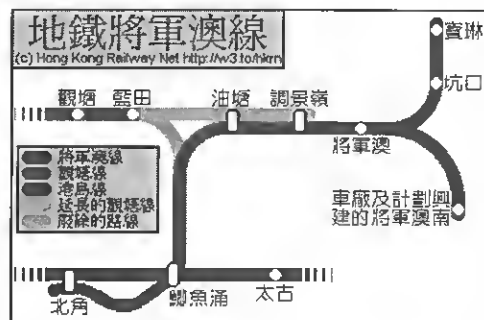 地鐵將軍澳線
(c) Hong Kong Railway Net http://w3.to/hkrn
寶琳
坑口
觀塘 藍田 油塘 調景嶺
將軍澳
將軍澳線
觀塘線
港島線
延長的觀塘線
廢除的路線
車廠及計劃興
建的將軍澳南
北角 鰂魚涌 太古